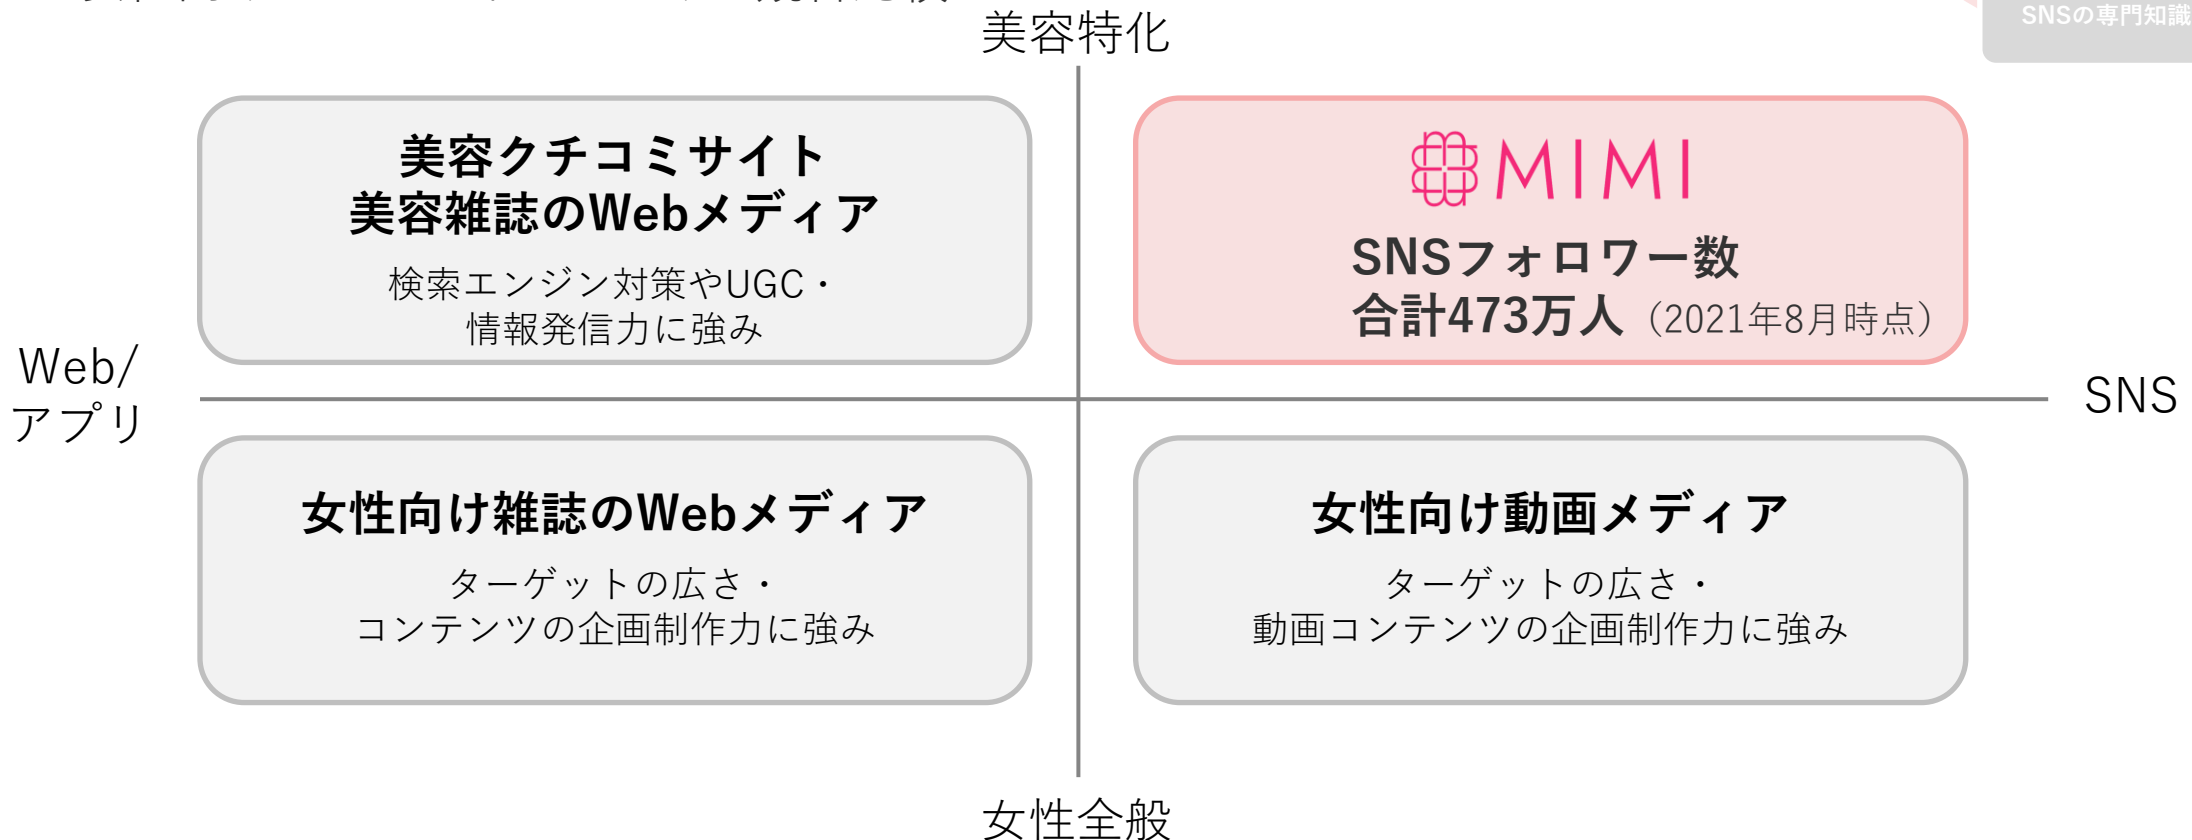 SNSの専門知識
美容特化
美容クチコミサイト
美容雑誌のWebメディア
検索エンジン対策やUGC・
情報発信力に強み
MIMI
SNSフォロワー数
合計473万人（2021年8月時点）
Web/
アプリ
SNS
女性向け雑誌のWebメディア
ターゲットの広さ・
コンテンツの企画制作力に強み
女性向け動画メディア
ターゲットの広さ・
動画コンテンツの企画制作力に強み
女性全般